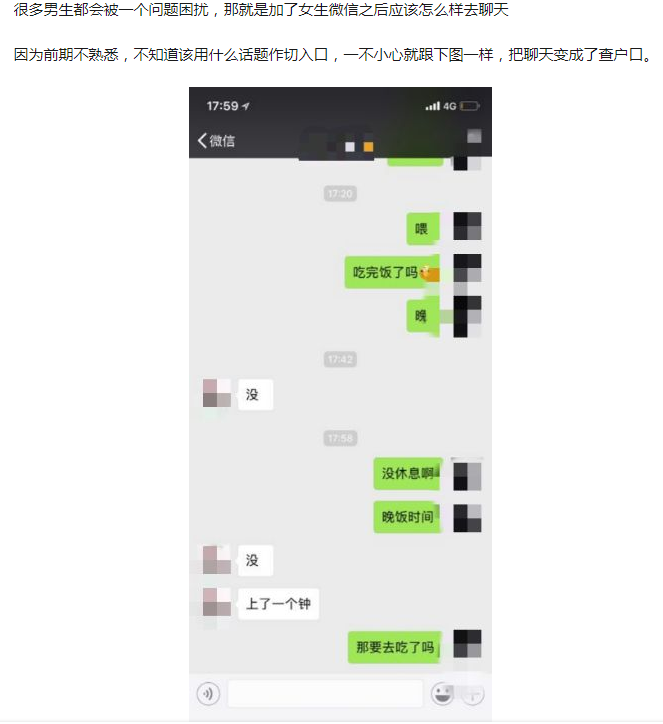 很多男生都会被一个问题困扰，那就是加了女生微信之后应该怎么样去聊天
因为前期不熟悉，不知道该用什么话题作切入口，一不小心就跟下图一样，把聊天变成了查户口。
17:59
4G
微信
17:20
喂
吃完饭了吗
晚
17:42
没
17:58
没休息啊
晚饭时间
没
上了一个钟
那要去吃了吗